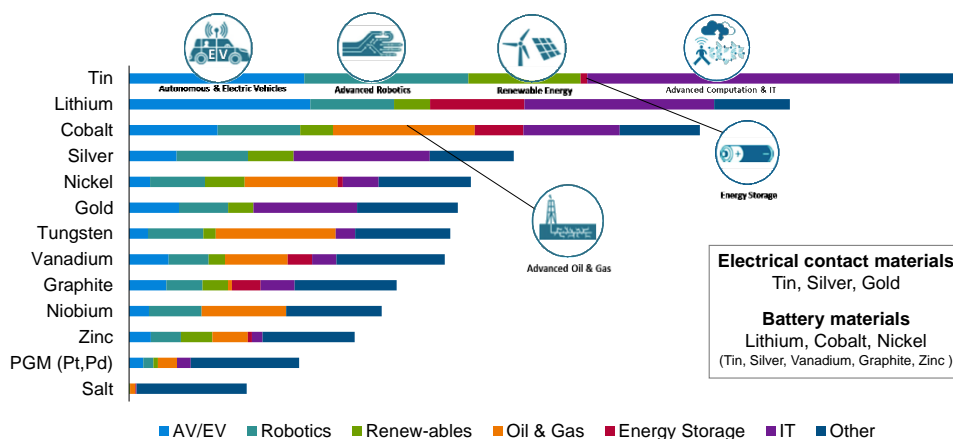 EV
Tin
Autonomous & Electric Vehicles
Advanced Robotics
Renewable Energy
Advanced Computation & IT
Lithium
Cobalt
Silver
Energy Storage
Nickel
Gold
Tungsten
Advanced Oil & Gas
Vanadium
Graphite
Niobium
Zinc
PGM (Pt,Pd)
Salt
Electrical contact materials
Tin, Silver, Gold
Battery materials
Lithium, Cobalt, Nickel
(Tin, Silver, Vanadium, Graphite, Zinc )
AV/EV Robotics Renew-ables Oil & Gas Energy Storage IT Other